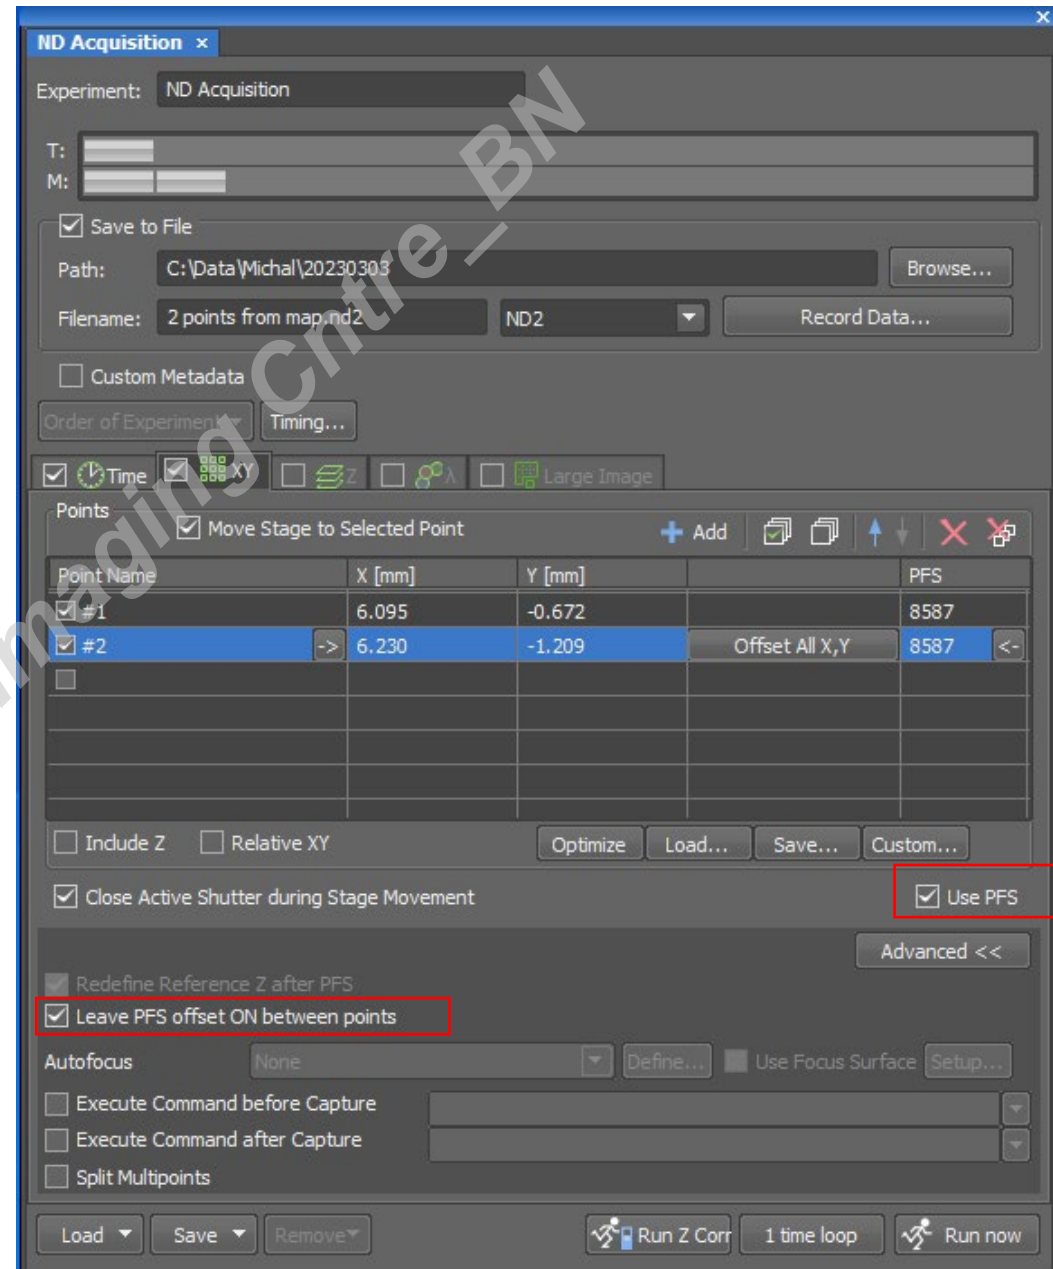 ND Acquisition ×
Experiment: ND Acquisition
T:
M:
Save to File
Path: C:\Data\Michal\20230303 Browse...
Filename: 2 points from map.nd2 ND2 Record Data...
Custom Metadata
Order of Experiment Timing...
Time XY Z λ Large Image
Points Move Stage to Selected Point Add
Point Name X [mm] Y [mm] PFS
#1 6.095 -0.672 8587
#2 -> 6.230 -1.209 Offset All X,Y 8587 <-
Include Z Relative XY Optimize Load... Save... Custom...
Close Active Shutter during Stage Movement Use PFS
Advanced <<
Redefine Reference Z after PFS
Leave PFS offset ON between points
Autofocus None Define... Use Focus Surface Setup...
Execute Command before Capture
Execute Command after Capture
Split Multipoints
Load Save Remove Run Z Corr 1 time loop Run now
Imaging Cntre_BN